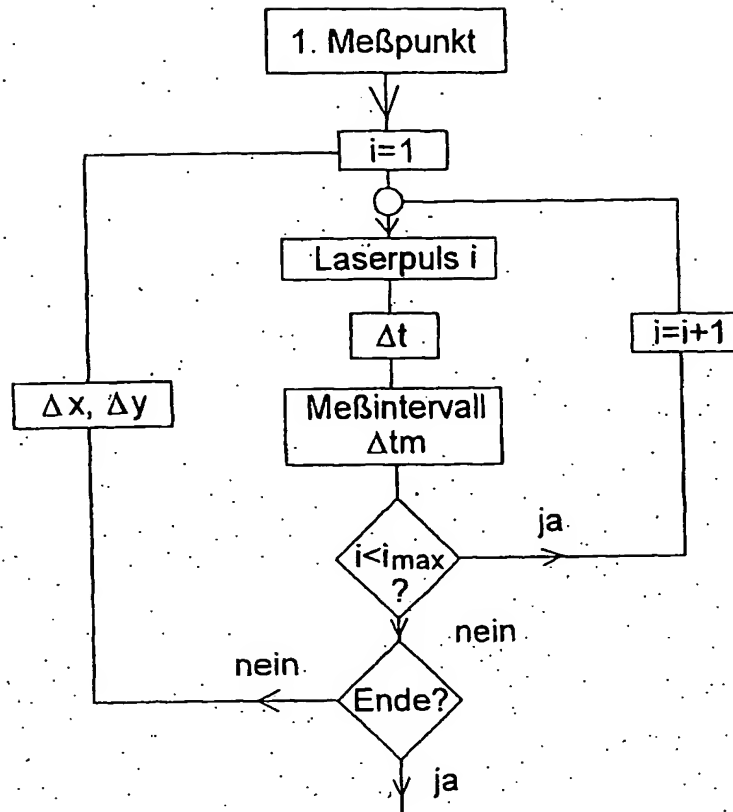 1. Meßpunkt
i=1
Laserpuls i
Δt
i=i+1
Δx, Δy
Meßintervall
Δtm
ja
i<imax
?
nein
nein
Ende?
ja